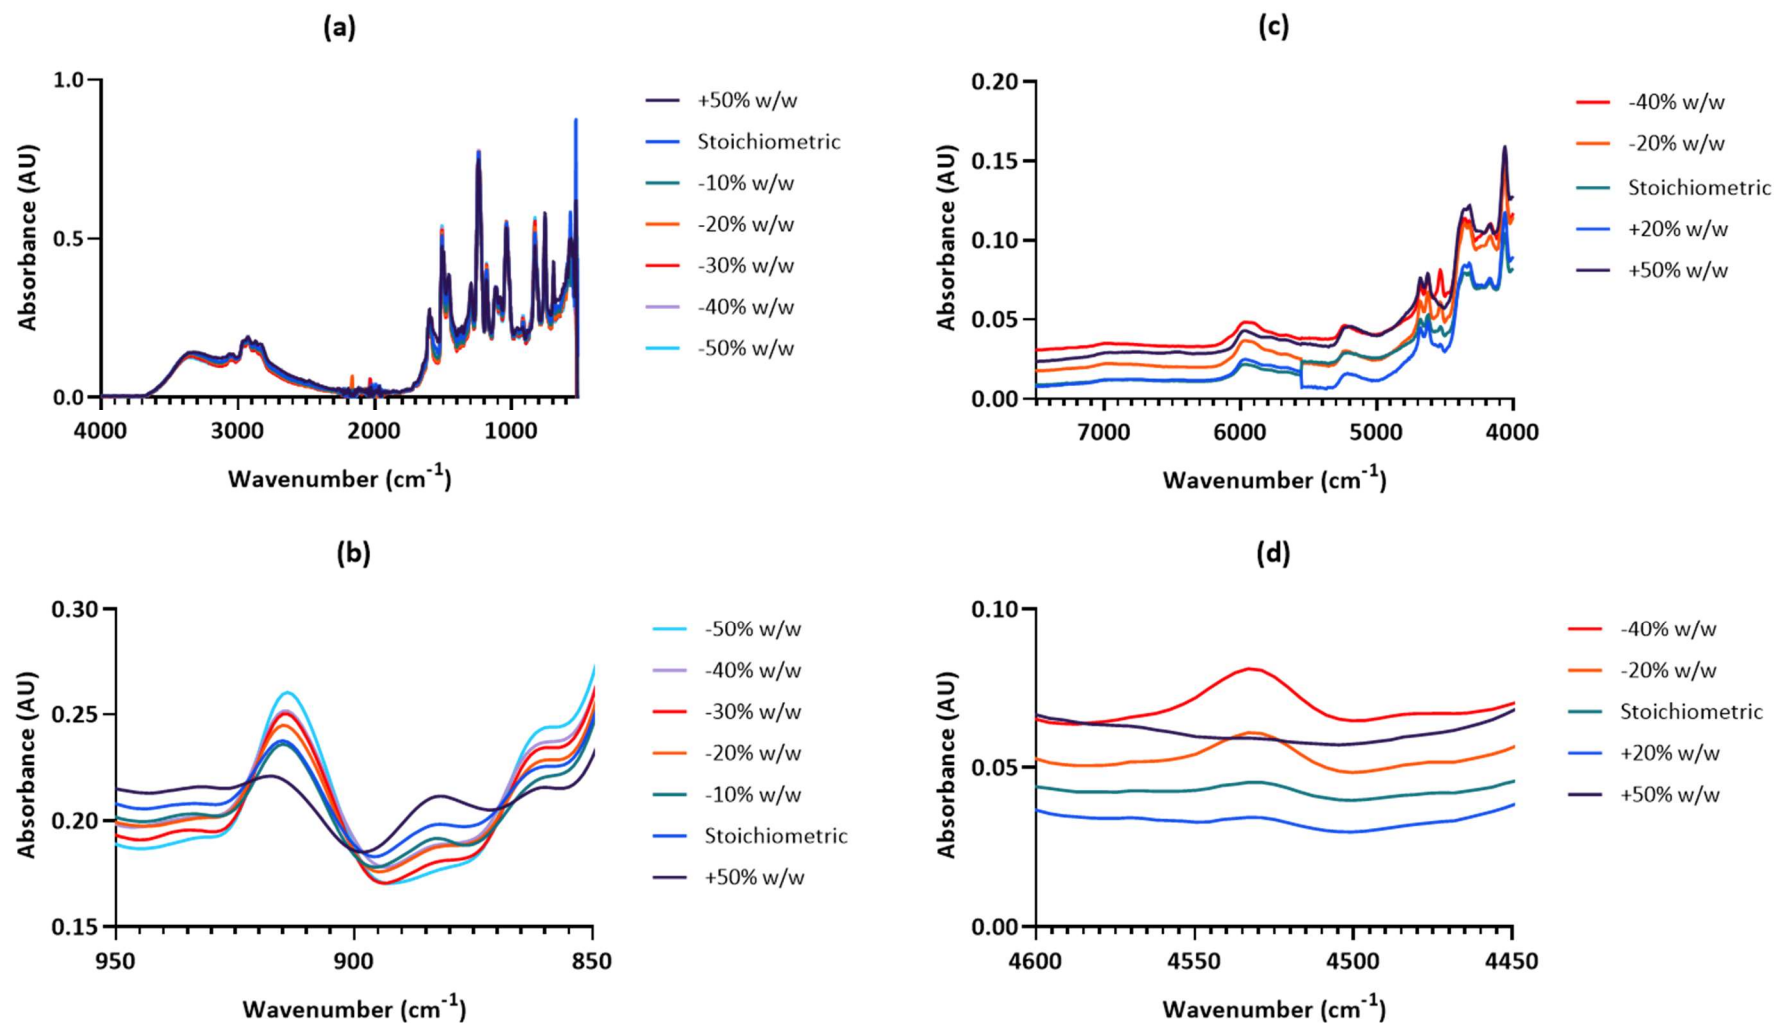 (a)
Absorbance (AU)
1.0
0.5
0.0
4000 3000 2000 1000
Wavenumber (cm⁻¹)
+50% w/w
Stoichiometric
-10% w/w
-20% w/w
-30% w/w
-40% w/w
-50% w/w
(c)
Absorbance (AU)
0.20
0.15
0.10
0.05
0.00
7000 6000 5000 4000
Wavenumber (cm⁻¹)
-40% w/w
-20% w/w
Stoichiometric
+20% w/w
+50% w/w
(b)
Absorbance (AU)
0.30
0.25
0.20
0.15
950 900 850
Wavenumber (cm⁻¹)
-50% w/w
-40% w/w
-30% w/w
-20% w/w
-10% w/w
Stoichiometric
+50% w/w
(d)
Absorbance (AU)
0.10
0.05
0.00
4600 4550 4500 4450
Wavenumber (cm⁻¹)
-40% w/w
-20% w/w
Stoichiometric
+20% w/w
+50% w/w